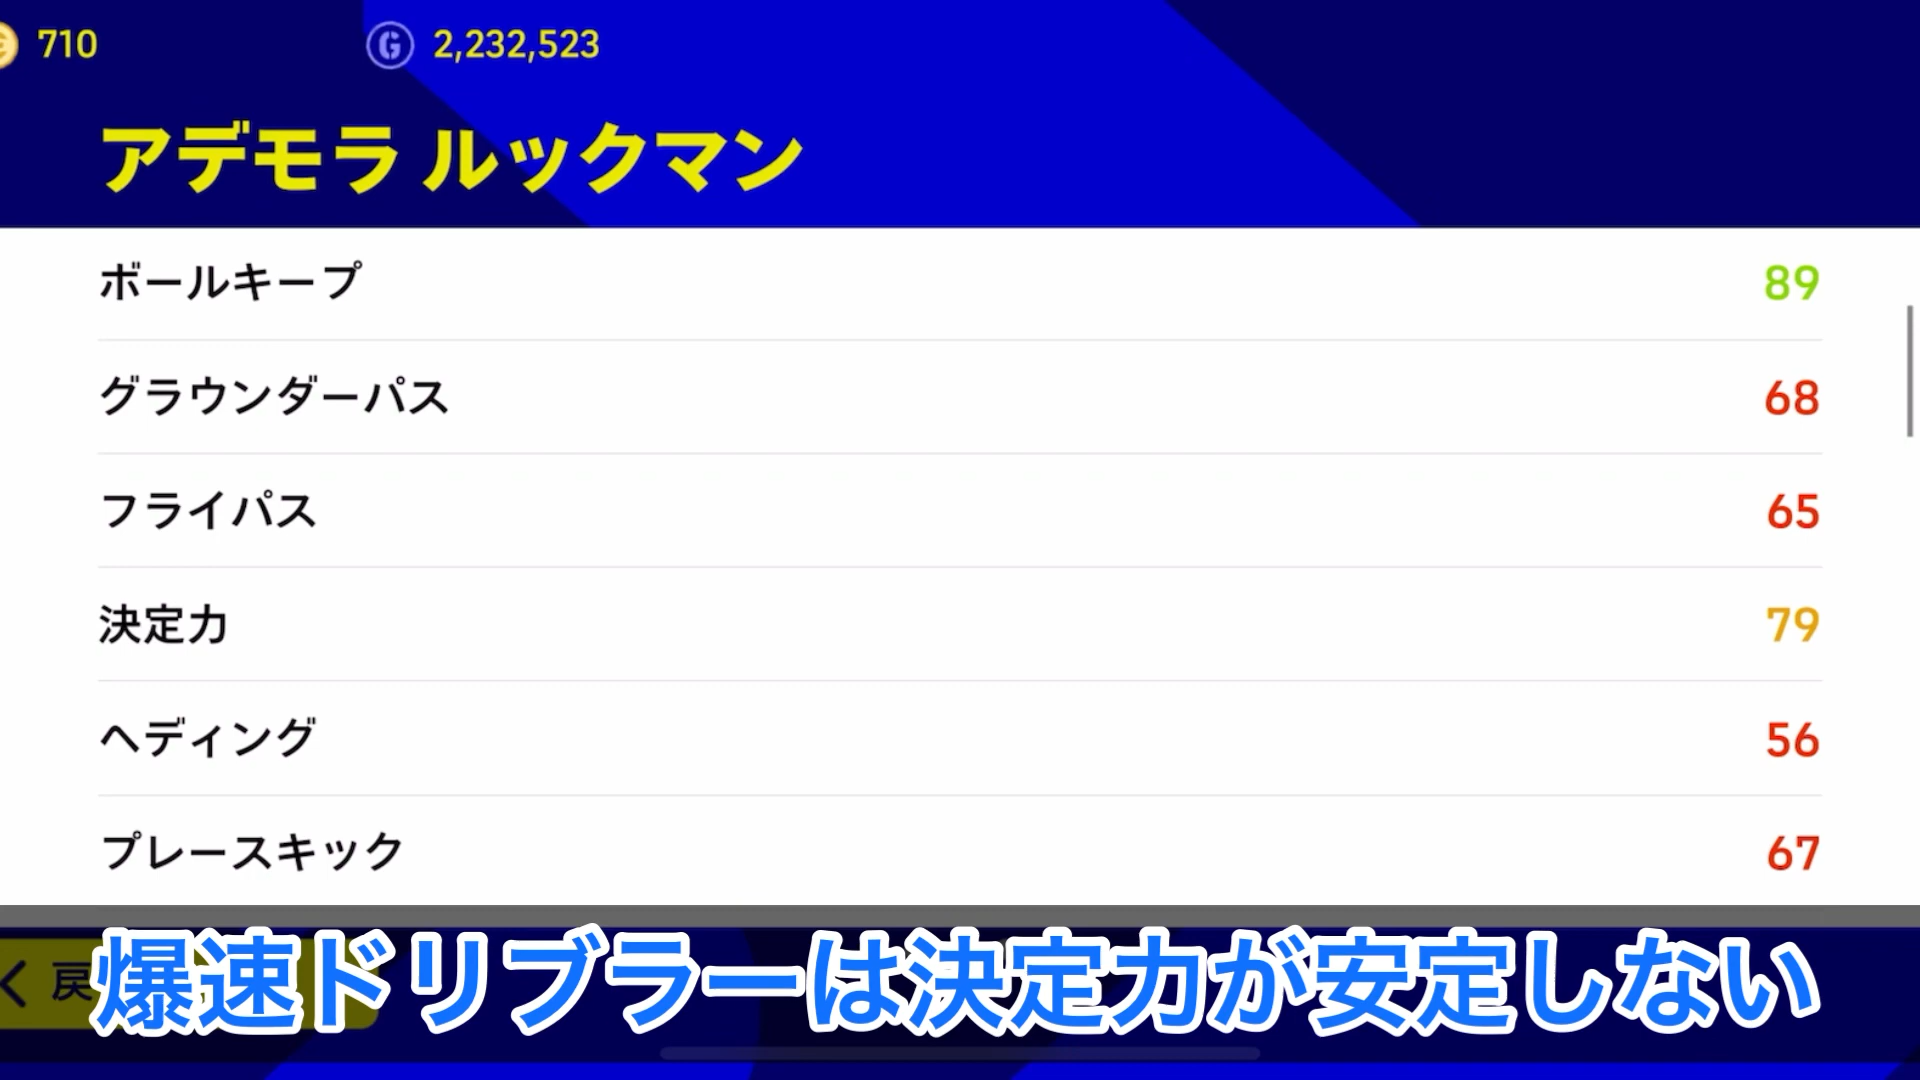 710
2,232,523
アデモラ ルックマン
ボールキープ 89
グラウンダーパス 68
フライパス 65
決定力 79
ヘディング 56
プレースキック 67
戻
爆速ドリブラーは決定力が安定しない